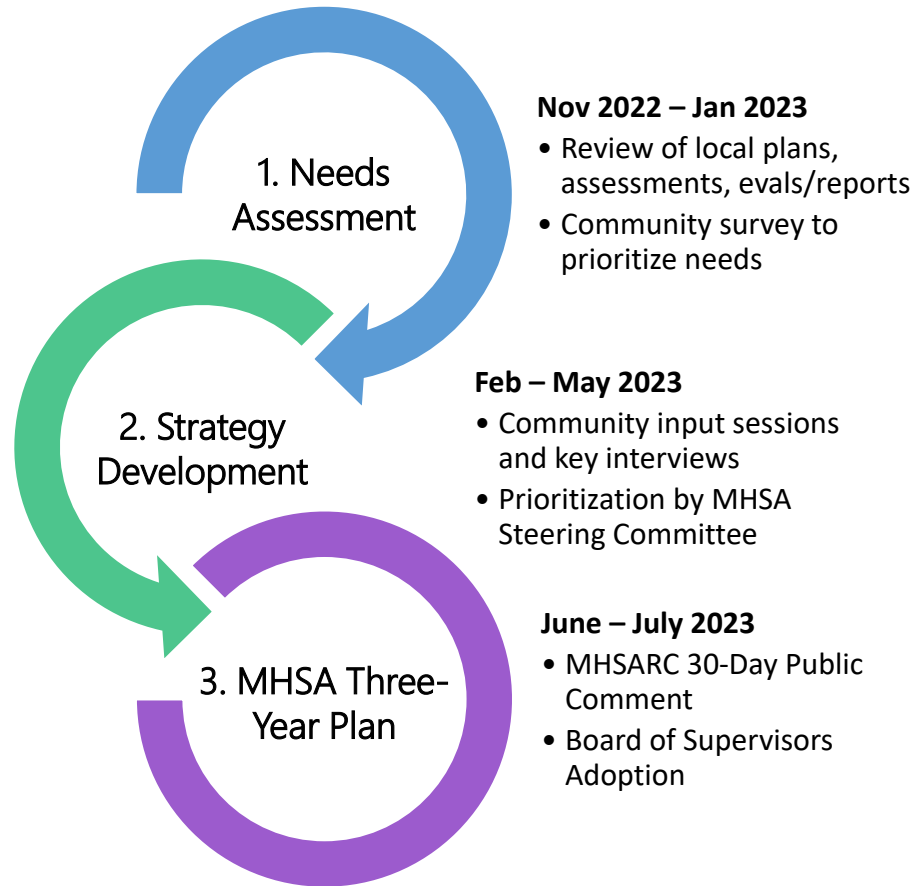 1. Needs
Assessment
Nov 2022 – Jan 2023
• Review of local plans,
assessments, evals/reports
• Community survey to
prioritize needs
2. Strategy
Development
Feb – May 2023
• Community input sessions
and key interviews
• Prioritization by MHSA
Steering Committee
3. MHSA Three-
Year Plan
June – July 2023
• MHSARC 30-Day Public
Comment
• Board of Supervisors
Adoption